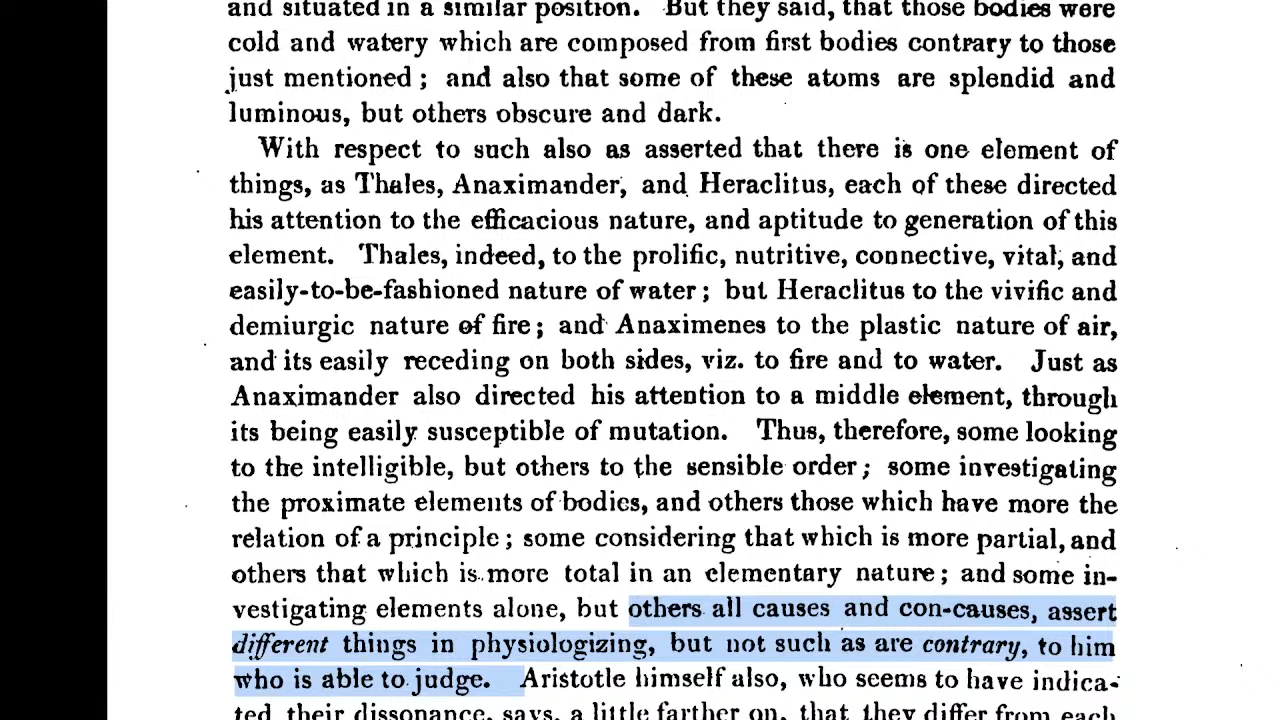 and situated in a similar position. But they said, that those bodies were
cold and watery which are composed from first bodies contrary to those
just mentioned; and also that some of these atoms are splendid and
luminous, but others obscure and dark.
With respect to such also as asserted that there is one element of
things, as Thales, Anaximander, and Heraclitus, each of these directed
his attention to the efficacious nature, and aptitude to generation of this
element. Thales, indeed, to the prolific, nutritive, connective, vital, and
easily-to-be-fashioned nature of water; but Heraclitus to the vivific and
demiurgic nature of fire; and Anaximenes to the plastic nature of air,
and its easily receding on both sides, viz. to fire and to water. Just as
Anaximander also directed his attention to a middle element, through
its being easily susceptible of mutation. Thus, therefore, some looking
to the intelligible, but others to the sensible order; some investigating
the proximate elements of bodies, and others those which have more the
relation of a principle; some considering that which is more partial, and
others that which is more total in an elementary nature; and some in-
vestigating elements alone, but others all causes and con-causes, assert
different things in physiologizing, but not such as are contrary, to him
who is able to judge. Aristotle himself also, who seems to have indica-
ted their dissonance, says, a little farther on, that they differ from each